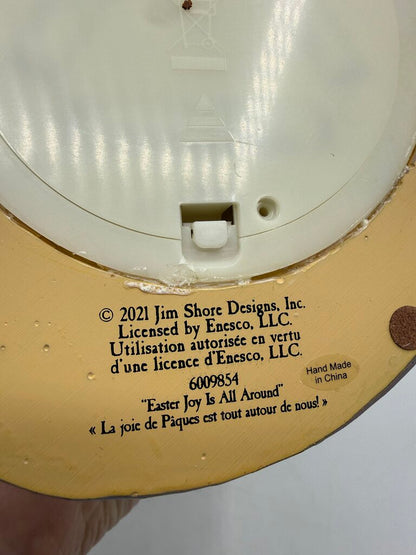 © 2021 Jim Shore Designs, Inc.
Licensed by Enesco, LLC.
Utilisation autorisée en vertu
d'une licence d'Enesco, LLC.
6009854
"Easter Joy Is All Around"
« La joie de Pâques est tout autour de nous! »
Hand Made
in China